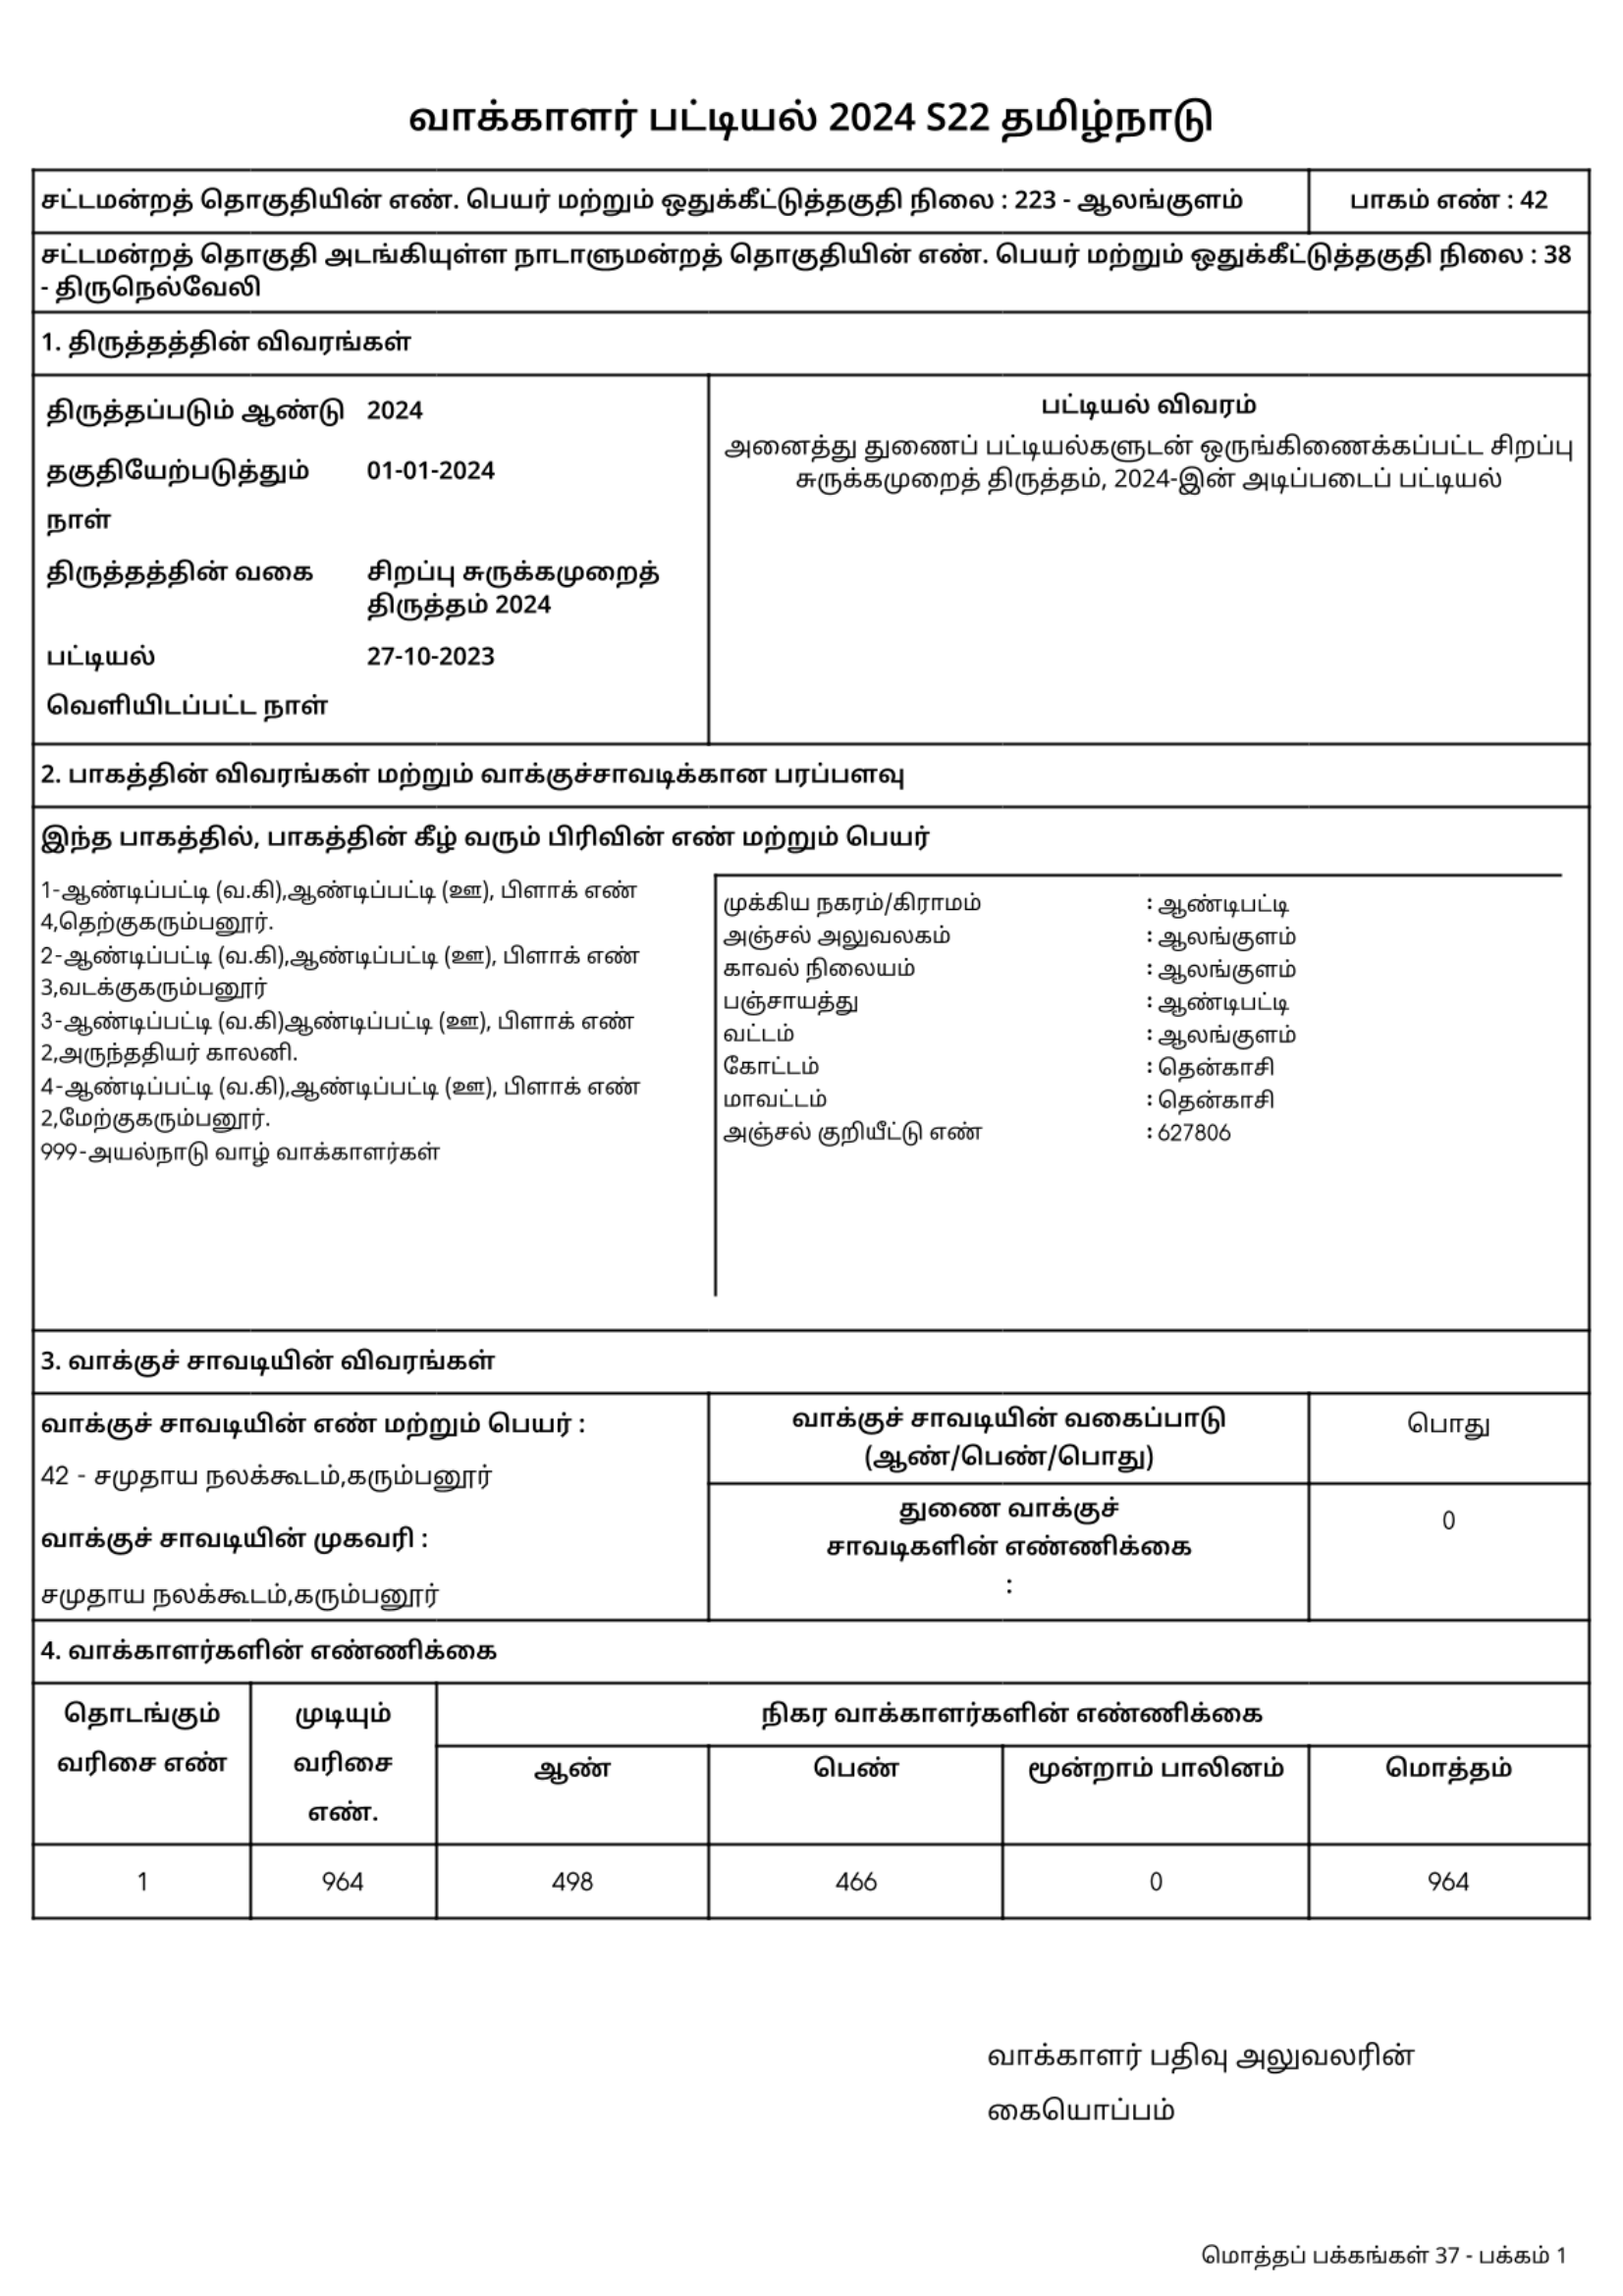 வாக்காளர் பட்டியல் 2024 S22 தமிழ்நாடு
சட்டமன்றத் தொகுதியின் எண். பெயர் மற்றும் ஒதுக்கீட்டுத்தகுதி நிலை : 223 - ஆலங்குளம்
பாகம் எண் : 42
சட்டமன்றத் தொகுதி அடங்கியுள்ள நாடாளுமன்றத் தொகுதியின் எண். பெயர் மற்றும் ஒதுக்கீட்டுத்தகுதி நிலை : 38
- திருநெல்வேலி
1. திருத்தத்தின் விவரங்கள்
திருத்தப்படும் ஆண்டு 2024
தகுதியேற்படுத்தும் 01-01-2024
நாள்
திருத்தத்தின் வகை சிறப்பு சுருக்கமுறைத்
திருத்தம் 2024
பட்டியல் 27-10-2023
வெளியிடப்பட்ட நாள்
பட்டியல் விவரம்
அனைத்து துணைப் பட்டியல்களுடன் ஒருங்கிணைக்கப்பட்ட சிறப்பு
சுருக்கமுறைத் திருத்தம், 2024-இன் அடிப்படைப் பட்டியல்
2. பாகத்தின் விவரங்கள் மற்றும் வாக்குச்சாவடிக்கான பரப்பளவு
இந்த பாகத்தில், பாகத்தின் கீழ் வரும் பிரிவின் எண் மற்றும் பெயர்
1-ஆண்டிப்பட்டி (வ.கி),ஆண்டிப்பட்டி (ஊ), பிளாக் எண்
4,தெற்குகரும்பனூர்.
2-ஆண்டிப்பட்டி (வ.கி),ஆண்டிப்பட்டி (ஊ), பிளாக் எண்
3,வடக்குகரும்பனூர்
3-ஆண்டிப்பட்டி (வ.கி)ஆண்டிப்பட்டி (ஊ), பிளாக் எண்
2,அருந்ததியர் காலனி.
4-ஆண்டிப்பட்டி (வ.கி),ஆண்டிப்பட்டி (ஊ), பிளாக் எண்
2,மேற்குகரும்பனூர்.
999-அயல்நாடு வாழ் வாக்காளர்கள்
முக்கிய நகரம்/கிராமம் : ஆண்டிபட்டி
அஞ்சல் அலுவலகம் : ஆலங்குளம்
காவல் நிலையம் : ஆலங்குளம்
பஞ்சாயத்து : ஆண்டிபட்டி
வட்டம் : ஆலங்குளம்
கோட்டம் : தென்காசி
மாவட்டம் : தென்காசி
அஞ்சல் குறியீட்டு எண் : 627806
3. வாக்குச் சாவடியின் விவரங்கள்
வாக்குச் சாவடியின் எண் மற்றும் பெயர் :
42 - சமுதாய நலக்கூடம்,கரும்பனூர்
வாக்குச் சாவடியின் முகவரி :
சமுதாய நலக்கூடம்,கரும்பனூர்
வாக்குச் சாவடியின் வகைப்பாடு
(ஆண்/பெண்/பொது)
பொது
துணை வாக்குச்
சாவடிகளின் எண்ணிக்கை
:
0
4. வாக்காளர்களின் எண்ணிக்கை
தொடங்கும்
வரிசை எண்
முடியும்
வரிசை
எண்.
நிகர வாக்காளர்களின் எண்ணிக்கை
ஆண் பெண் மூன்றாம் பாலினம் மொத்தம்
1 964 498 466 0 964
வாக்காளர் பதிவு அலுவலரின்
கையொப்பம்
மொத்தப் பக்கங்கள் 37 - பக்கம் 1